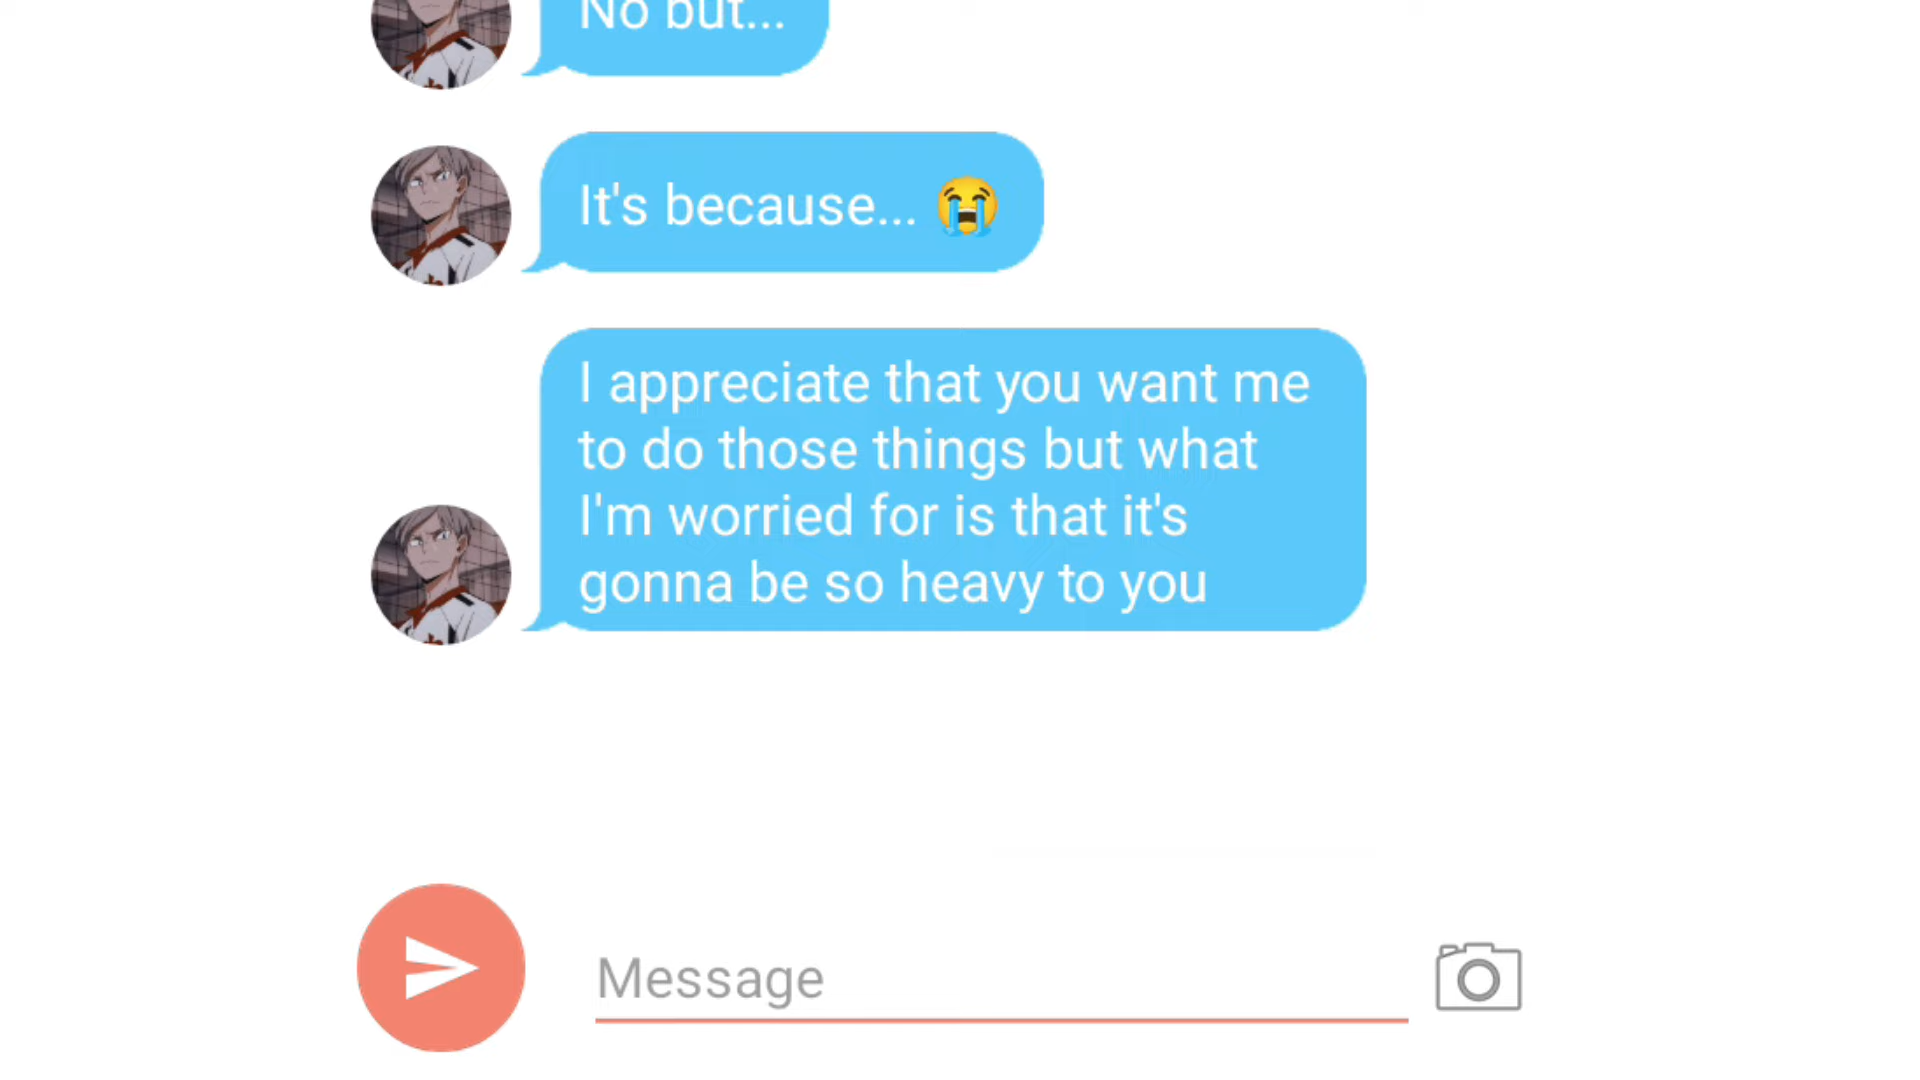 No but...
It's because... 😭
I appreciate that you want me
to do those things but what
I'm worried for is that it's
gonna be so heavy to you
Message